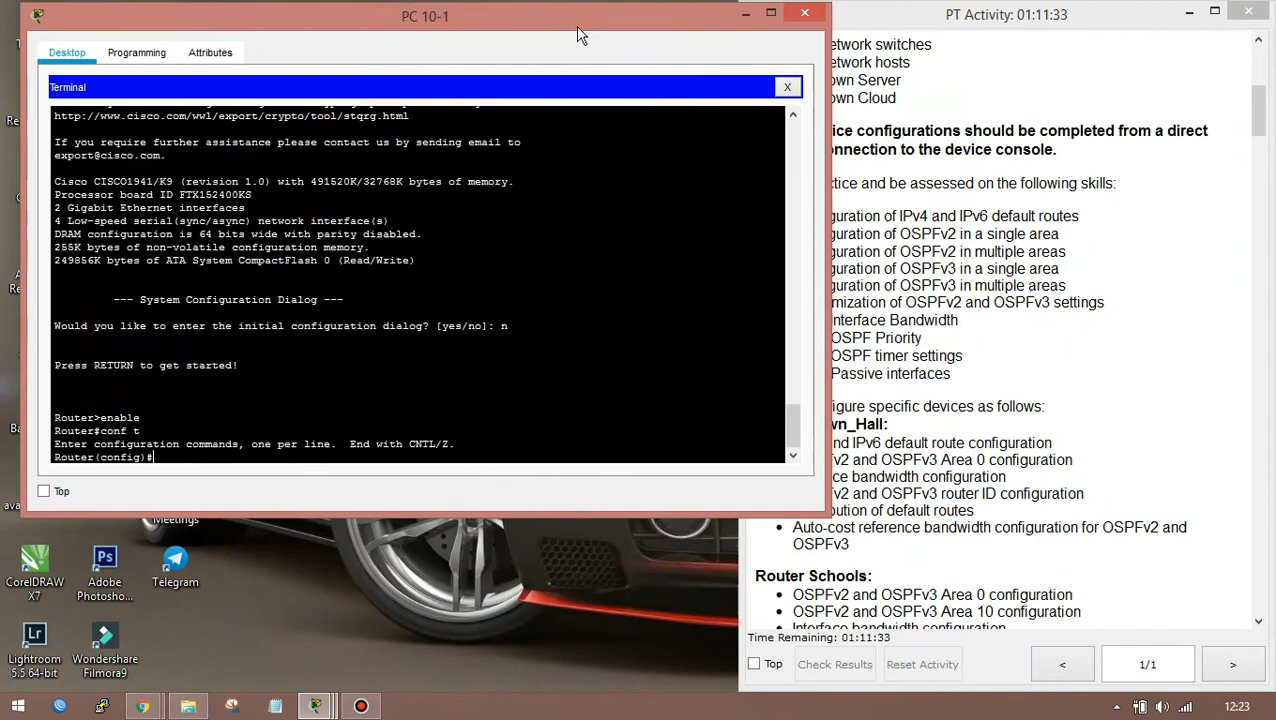 PC 10-1
PT Activity: 01:11:33
Desktop
Programming
Attributes
Terminal
X
http://www.cisco.com/wwl/export/crypto/tool/stqrg.html
If you require further assistance please contact us by sending email to
export@cisco.com.
Cisco CISCO1941/K9 (revision 1.0) with 491520K/32768K bytes of memory.
Processor board ID FTX152400KS
2 Gigabit Ethernet interfaces
4 Low-speed serial(sync/async) network interface(s)
DRAM configuration is 64 bits wide with parity disabled.
255K bytes of non-volatile configuration memory.
249856K bytes of ATA System CompactFlash 0 (Read/Write)
--- System Configuration Dialog ---
Would you like to enter the initial configuration dialog? [yes/no]: n
Press RETURN to get started!
Router>enable
Router#conf t
Enter configuration commands, one per line. End with CNTL/Z.
Router(config)#
Top
etwork switches
etwork hosts
own Server
own Cloud
ice configurations should be completed from a direct
onnection to the device console.
ctice and be assessed on the following skills:
guration of IPv4 and IPv6 default routes
guration of OSPFv2 in a single area
guration of OSPFv2 in multiple areas
guration of OSPFv3 in a single area
guration of OSPFv3 in multiple areas
mization of OSPFv2 and OSPFv3 settings
Interface Bandwidth
OSPF Priority
OSPF timer settings
Passive interfaces
figure specific devices as follows:
wn_Hall:
and IPv6 default route configuration
v2 and OSPFv3 Area 0 configuration
ce bandwidth configuration
v2 and OSPFv3 router ID configuration
bution of default routes
• Auto-cost reference bandwidth configuration for OSPFv2 and
OSPFv3
Router Schools:
• OSPFv2 and OSPFv3 Area 0 configuration
• OSPFv2 and OSPFv3 Area 10 configuration
• Interface bandwidth configuration
Time Remaining: 01:11:33
Top
Check Results
Reset Activity
<
1/1
>
Meetings
CorelDRAW
X7
Adobe
Photosho...
Telegram
Lightroom
5.5 64-bit
Wondershare
Filmora9
12:23